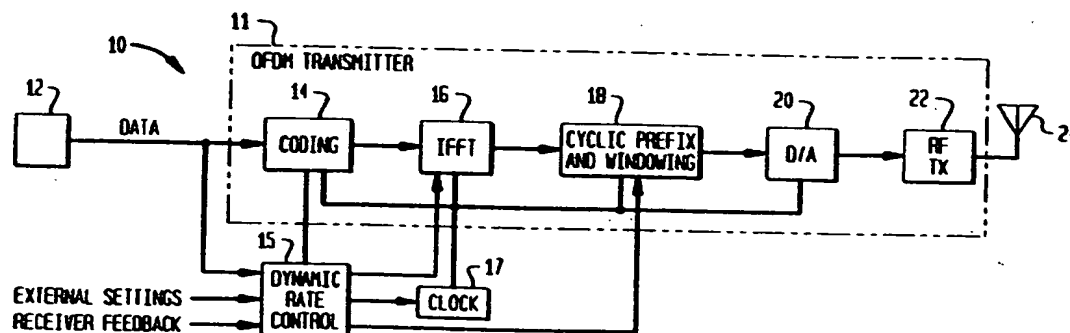 11
10
OFDM TRANSMITTER
12
14
16
18
20
22
2
DATA
CODING
IFFT
CYCLIC PREFIX
AND WINDOWING
D/A
RF
TX
15
17
DYNAMIC
RATE
CONTROL
CLOCK
EXTERNAL SETTINGS
RECEIVER FEEDBACK